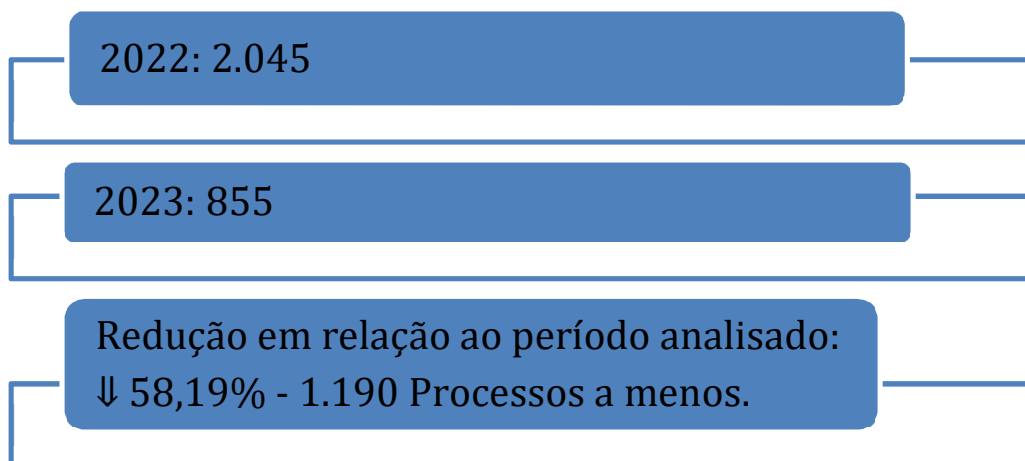 2022: 2.045
2023: 855
Redução em relação ao período analisado:
⇓ 58,19% - 1.190 Processos a menos.